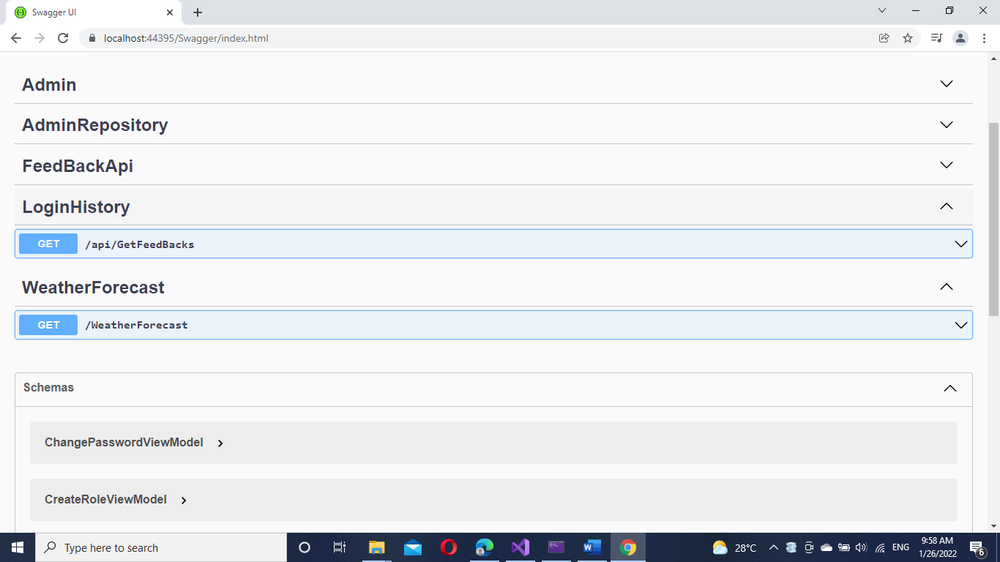 Swagger UI
localhost:44395/Swagger/index.html
Admin
AdminRepository
FeedBackApi
LoginHistory
GET /api/GetFeedBacks
WeatherForecast
GET /WeatherForecast
Schemas
ChangePasswordViewModel
CreateRoleViewModel
Type here to search
28°C
ENG
9:58 AM
1/26/2022
6